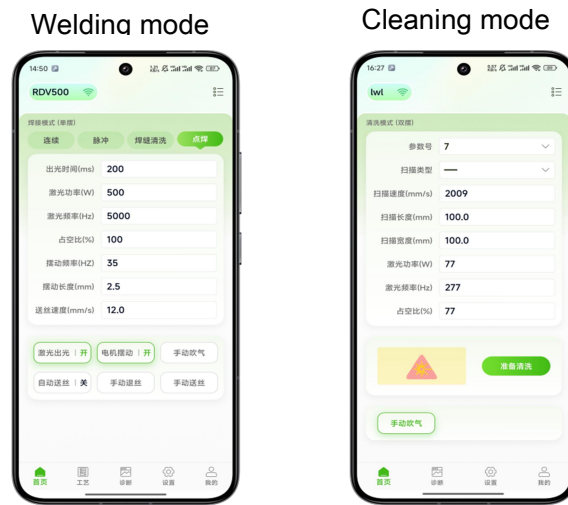 Welding mode
Cleaning mode
14:50
RDV500
焊接模式 (单摆)
连续 脉冲 焊缝清洗 点焊
出光时间(ms) 200
激光功率(W) 500
激光频率(Hz) 5000
占空比(%) 100
摆动频率(HZ) 35
摆动长度(mm) 2.5
送丝速度(mm/s) 12.0
激光出光 | 开 电机摆动 | 开 手动吹气
自动送丝 | 关 手动退丝 手动送丝
首页 工艺 诊断 设置 我的
16:27
lwl
清洗模式 (双摆)
参数号 7
扫描类型 —
扫描速度(mm/s) 2009
扫描长度(mm) 100.0
扫描宽度(mm) 100.0
激光功率(W) 77
激光频率(Hz) 277
占空比(%) 77
准备清洗
手动吹气
首页 诊断 设置 我的